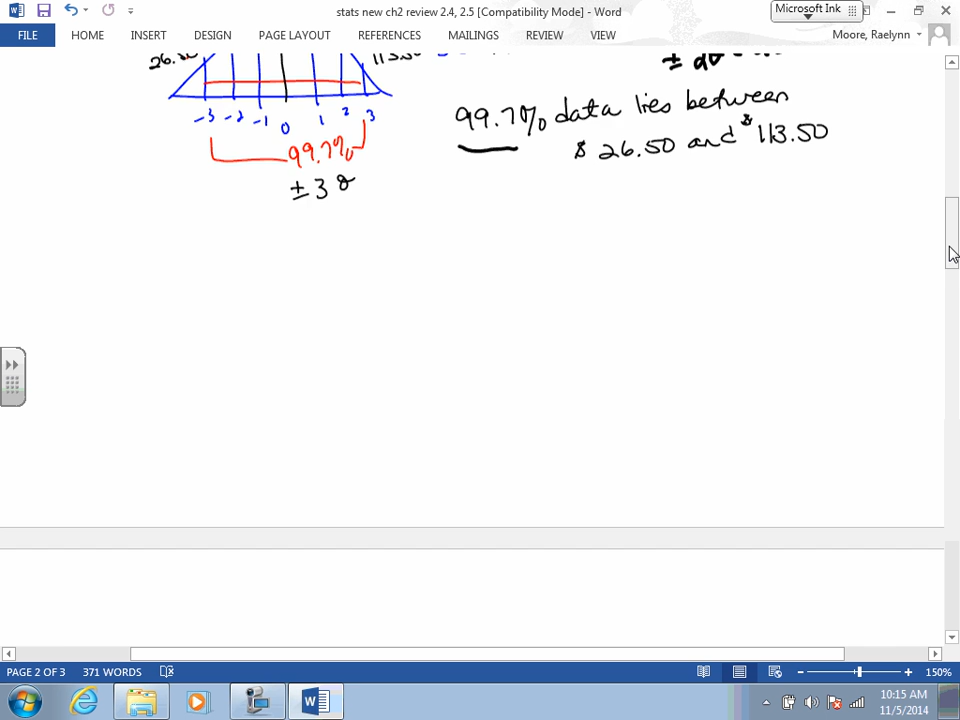 stats new ch2 review 2.4, 2.5 [Compatibility Mode] - Word
Microsoft Ink
FILE HOME INSERT DESIGN PAGE LAYOUT REFERENCES MAILINGS REVIEW VIEW
Moore, Raelynn
-3 -2 -1 0 1 2 3
99.7%
± 3 σ
99.7% data lies between
$ 26.50 and $ 113.50
PAGE 2 OF 3 371 WORDS
150%
10:15 AM
11/5/2014